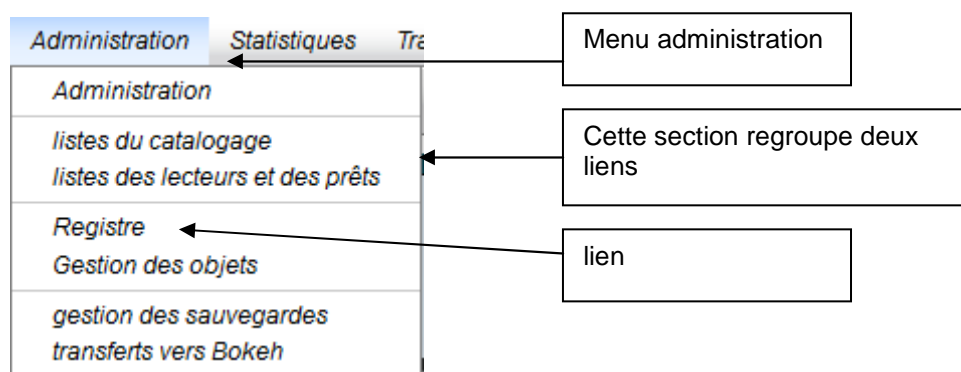 Administration Statistiques Tra
Menu administration
Administration
listes du catalogage
listes des lecteurs et des prêts
Cette section regroupe deux
liens
Registre
Gestion des objets
lien
gestion des sauvegardes
transferts vers Bokeh